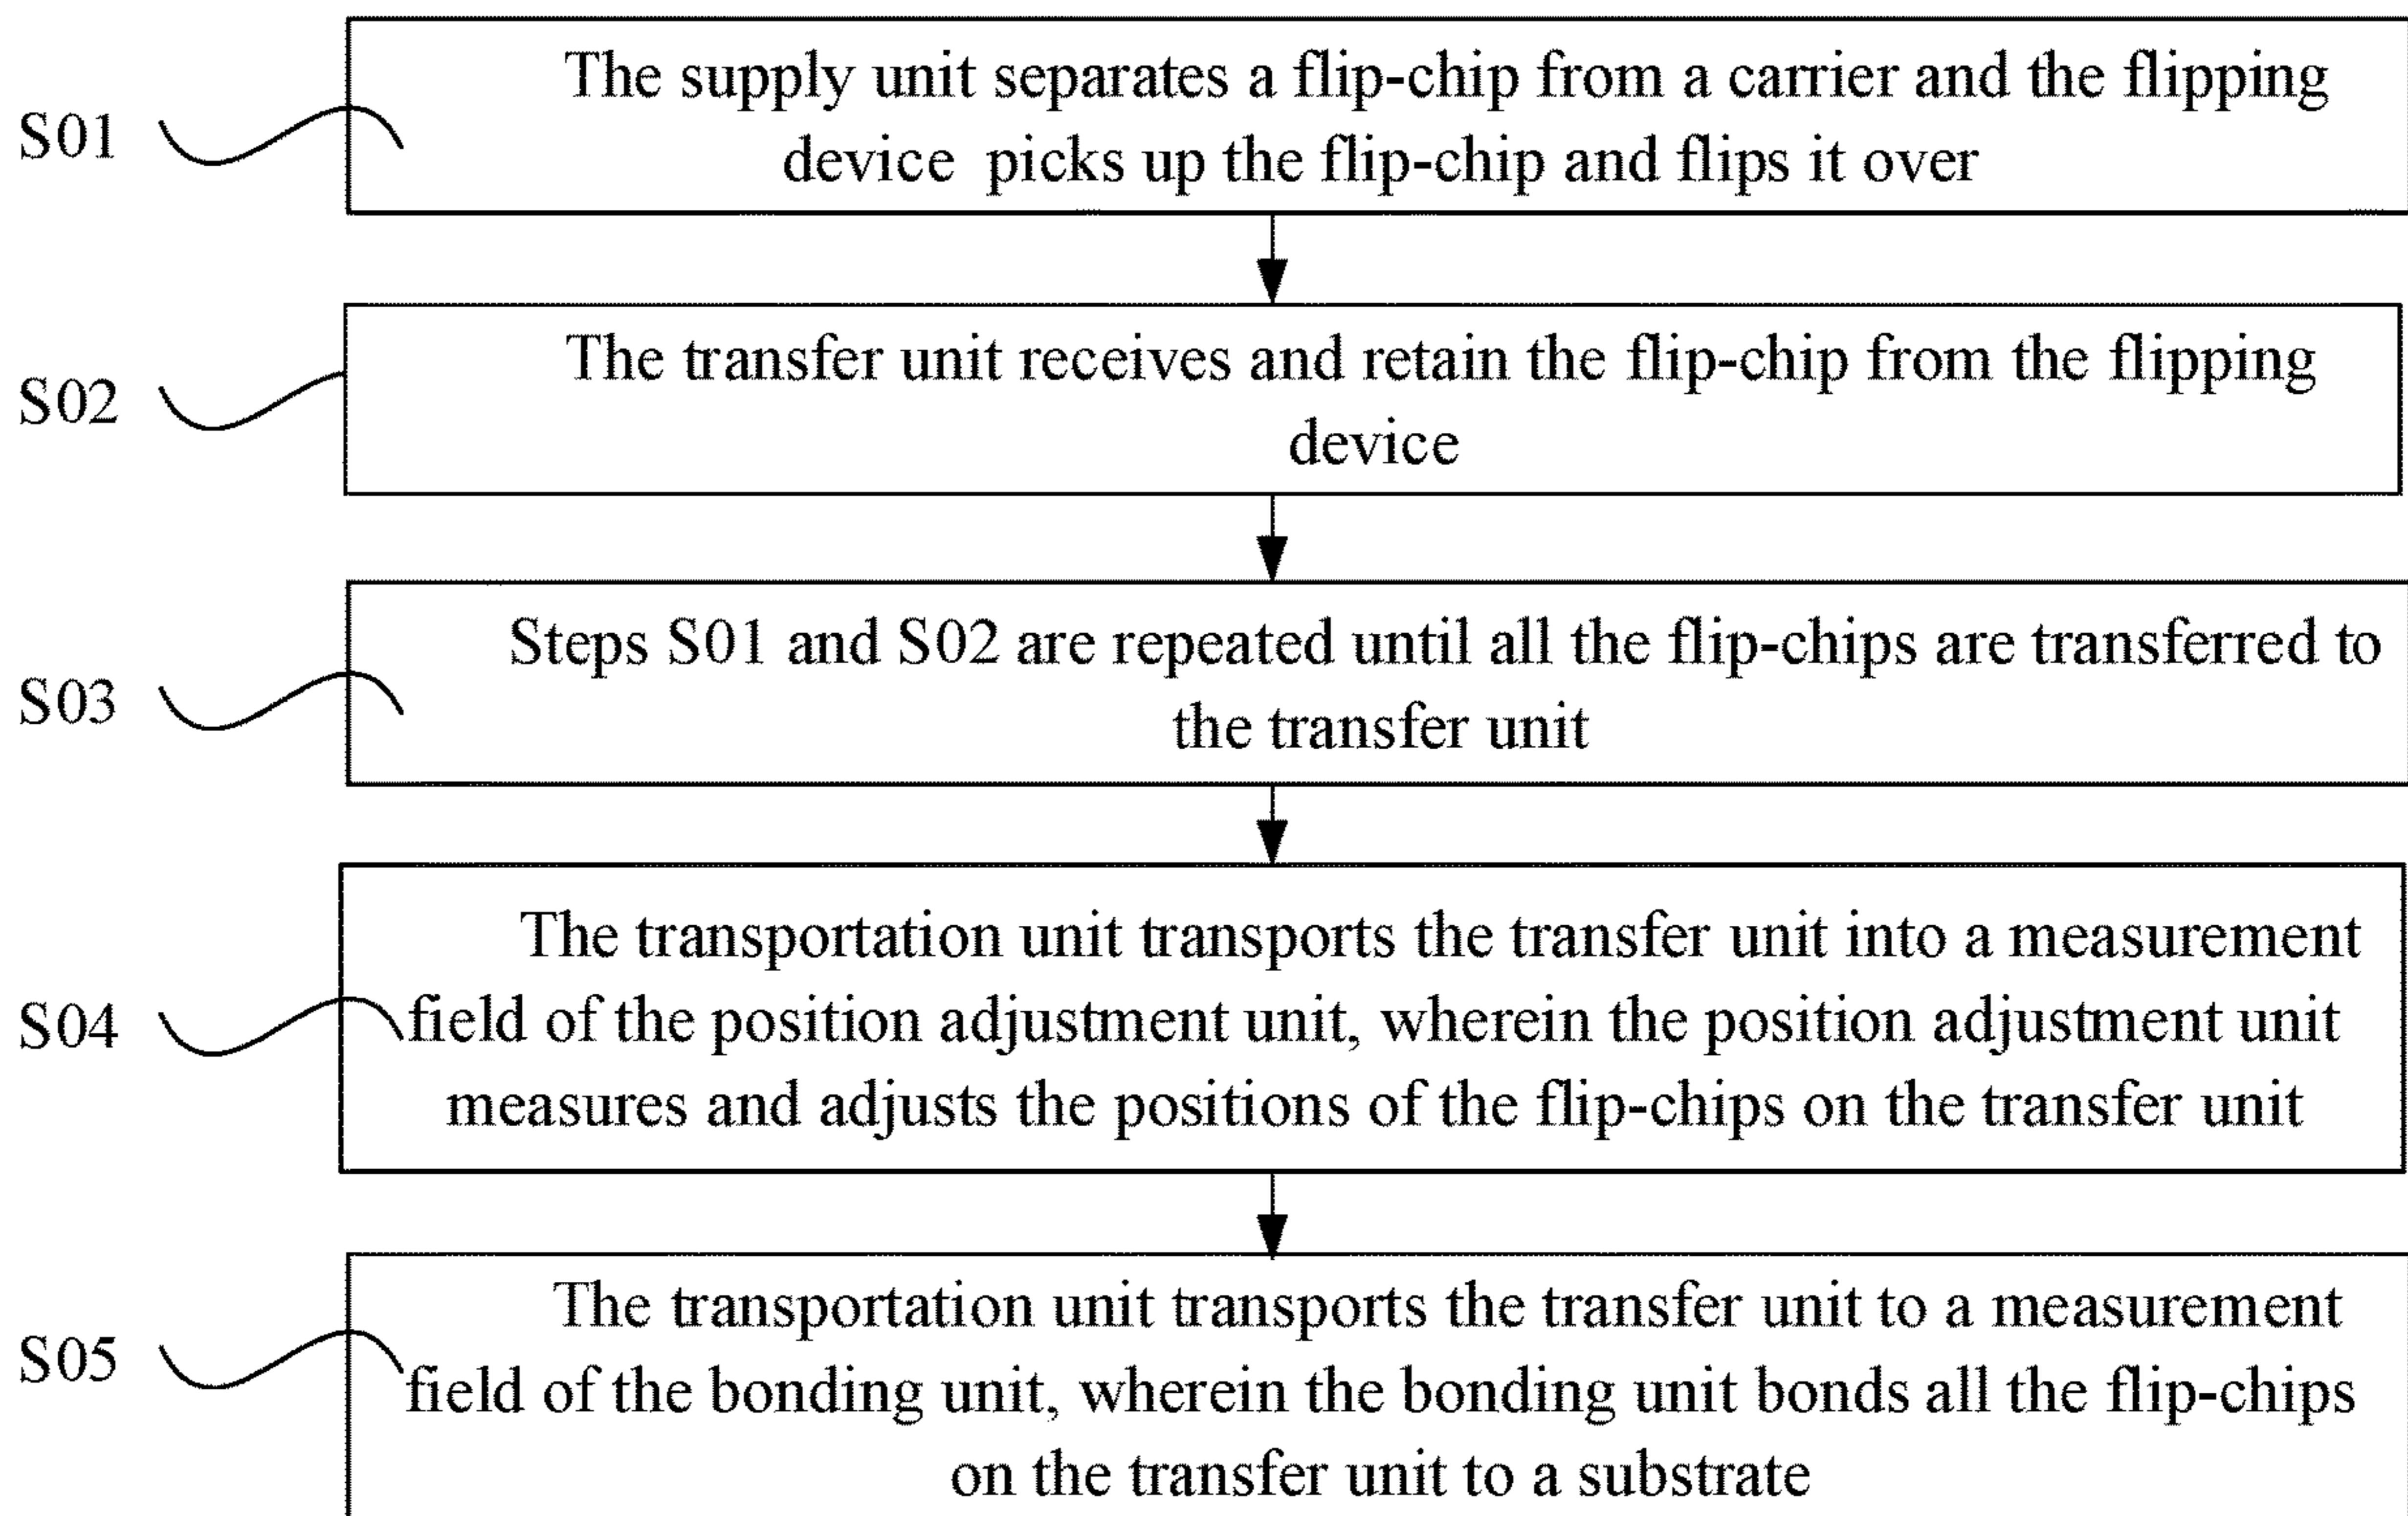 The supply unit separates a flip-chip from a carrier and the flipping
S01
device picks up the flip-chip and flips it over
The transfer unit receives and retain the flip-chip from the flipping
S02
device
Steps S01 and S02 are repeated until all the flip-chips are transferred to
S03
the transfer unit
The transportation unit transports the transfer unit into a measurement
S04
field of the position adjustment unit, wherein the position adjustment unit
measures and adjusts the positions of the flip-chips on the transfer unit
The transportation unit transports the transfer unit to a measurement
S05
field of the bonding unit, wherein the bonding unit bonds all the flip-chips
on the transfer unit to a substrate